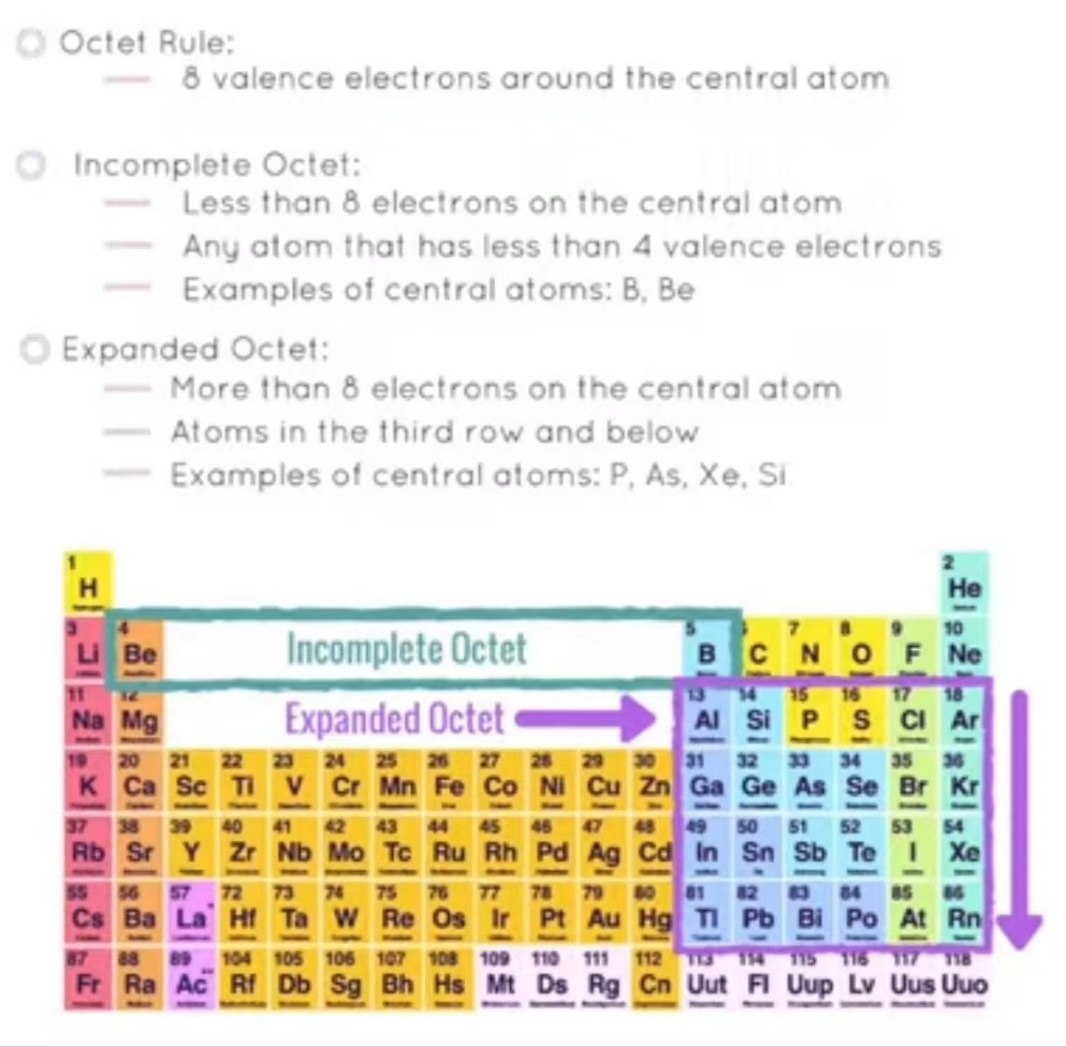 Octet Rule:
8 valence electrons around the central atom
Incomplete Octet:
Less than 8 electrons on the central atom
Any atom that has less than 4 valence electrons
Examples of central atoms: B, Be
Expanded Octet:
More than 8 electrons on the central atom
Atoms in the third row and below
Examples of central atoms: P, As, Xe, Si
1 2
H He
3 4 5 7 8 9 10
Li Be Incomplete Octet B C N O F Ne
11 12 13 14 15 16 17 18
Na Mg Expanded Octet Al Si P S Cl Ar
19 20 21 22 23 24 25 26 27 28 29 30 31 32 33 34 35 36
K Ca Sc Ti V Cr Mn Fe Co Ni Cu Zn Ga Ge As Se Br Kr
37 38 39 40 41 42 43 44 45 46 47 48 49 50 51 52 53 54
Rb Sr Y Zr Nb Mo Tc Ru Rh Pd Ag Cd In Sn Sb Te I Xe
55 56 57 72 73 74 75 76 77 78 79 80 81 82 83 84 85 86
Cs Ba La* Hf Ta W Re Os Ir Pt Au Hg Tl Pb Bi Po At Rn
87 88 89 104 105 106 107 108 109 110 111 112 113 114 115 116 117 118
Fr Ra Ac** Rf Db Sg Bh Hs Mt Ds Rg Cn Uut Fl Uup Lv Uus Uuo